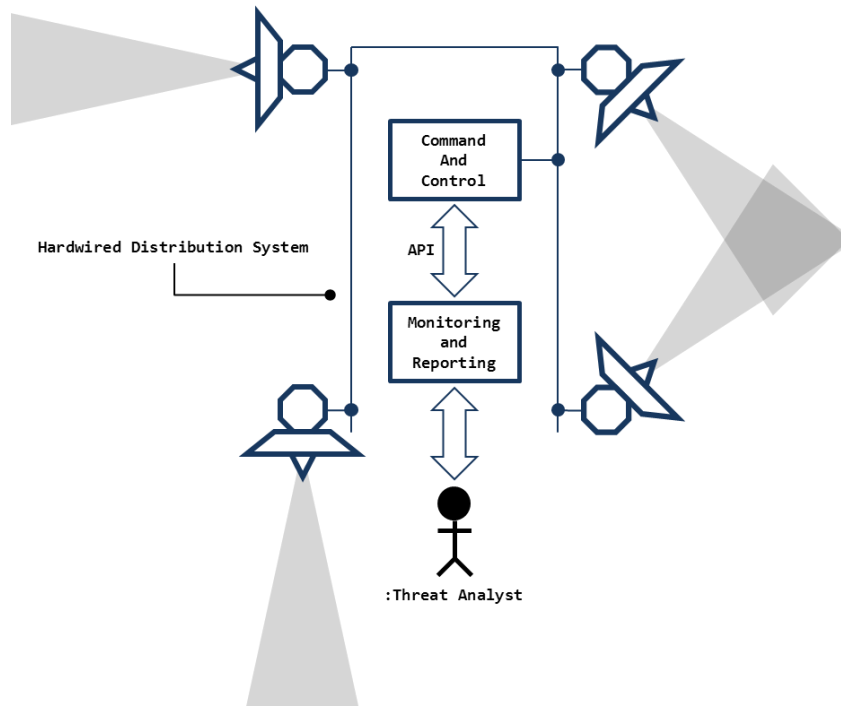 Command
And
Control
API
Hardwired Distribution System
Monitoring
and
Reporting
:Threat Analyst